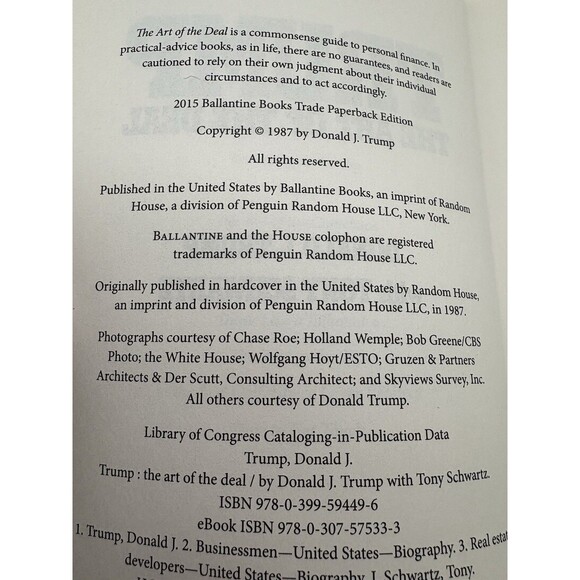 The Art of the Deal is a commonsense guide to personal finance. In
practical-advice books, as in life, there are no guarantees, and readers are
cautioned to rely on their own judgment about their individual
circumstances and to act accordingly.
2015 Ballantine Books Trade Paperback Edition
Copyright © 1987 by Donald J. Trump
All rights reserved.
Published in the United States by Ballantine Books, an imprint of Random
House, a division of Penguin Random House LLC, New York.
BALLANTINE and the HOUSE colophon are registered
trademarks of Penguin Random House LLC.
Originally published in hardcover in the United States by Random House,
an imprint and division of Penguin Random House LLC, in 1987.
Photographs courtesy of Chase Roe; Holland Wemple; Bob Greene/CBS
Photo; the White House; Wolfgang Hoyt/ESTO; Gruzen & Partners
Architects & Der Scutt, Consulting Architect; and Skyviews Survey, Inc.
All others courtesy of Donald Trump.
Library of Congress Cataloging-in-Publication Data
Trump, Donald J.
Trump : the art of the deal / by Donald J. Trump with Tony Schwartz.
ISBN 978-0-399-59449-6
eBook ISBN 978-0-307-57533-3
1. Trump, Donald J. 2. Businessmen—United States—Biography. 3. Real estat
developers—United States—Biography. I. Schwartz, Tony.